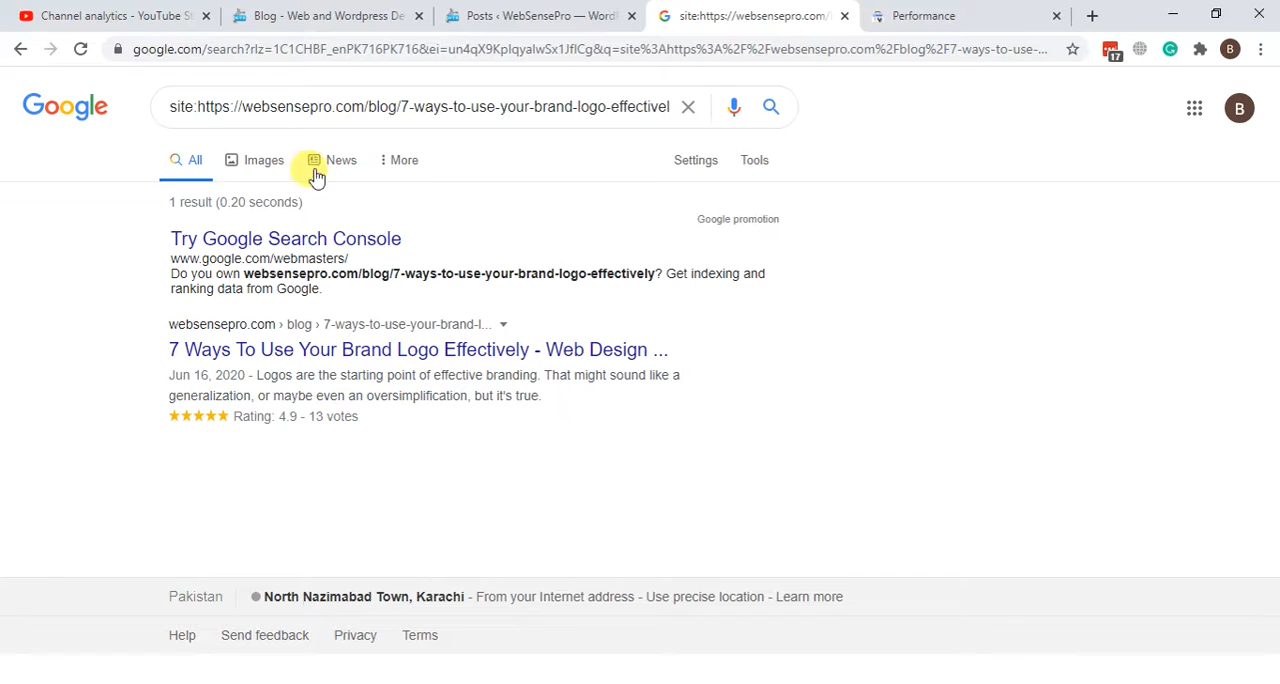 Channel analytics - YouTube St
Blog - Web and Wordpress De
Posts ‹ WebSensePro — WordP
site:https://websensepro.com/
Performance
google.com/search?rlz=1C1CHBF_enPK716PK716&ei=un4qX9KpIqyaIwSx1JfICg&q=site%3Ahttps%3A%2F%2Fwebsensepro.com%2Fblog%2F7-ways-to-use-...
17
B
Google
site:https://websensepro.com/blog/7-ways-to-use-your-brand-logo-effectivel
B
All
Images
News
More
Settings
Tools
1 result (0.20 seconds)
Google promotion
Try Google Search Console
www.google.com/webmasters/
Do you own websensepro.com/blog/7-ways-to-use-your-brand-logo-effectively? Get indexing and
ranking data from Google.
websensepro.com › blog › 7-ways-to-use-your-brand-l...
7 Ways To Use Your Brand Logo Effectively - Web Design ...
Jun 16, 2020 - Logos are the starting point of effective branding. That might sound like a
generalization, or maybe even an oversimplification, but it's true.
Rating: 4.9 - 13 votes
Pakistan
North Nazimabad Town, Karachi - From your Internet address - Use precise location - Learn more
Help
Send feedback
Privacy
Terms